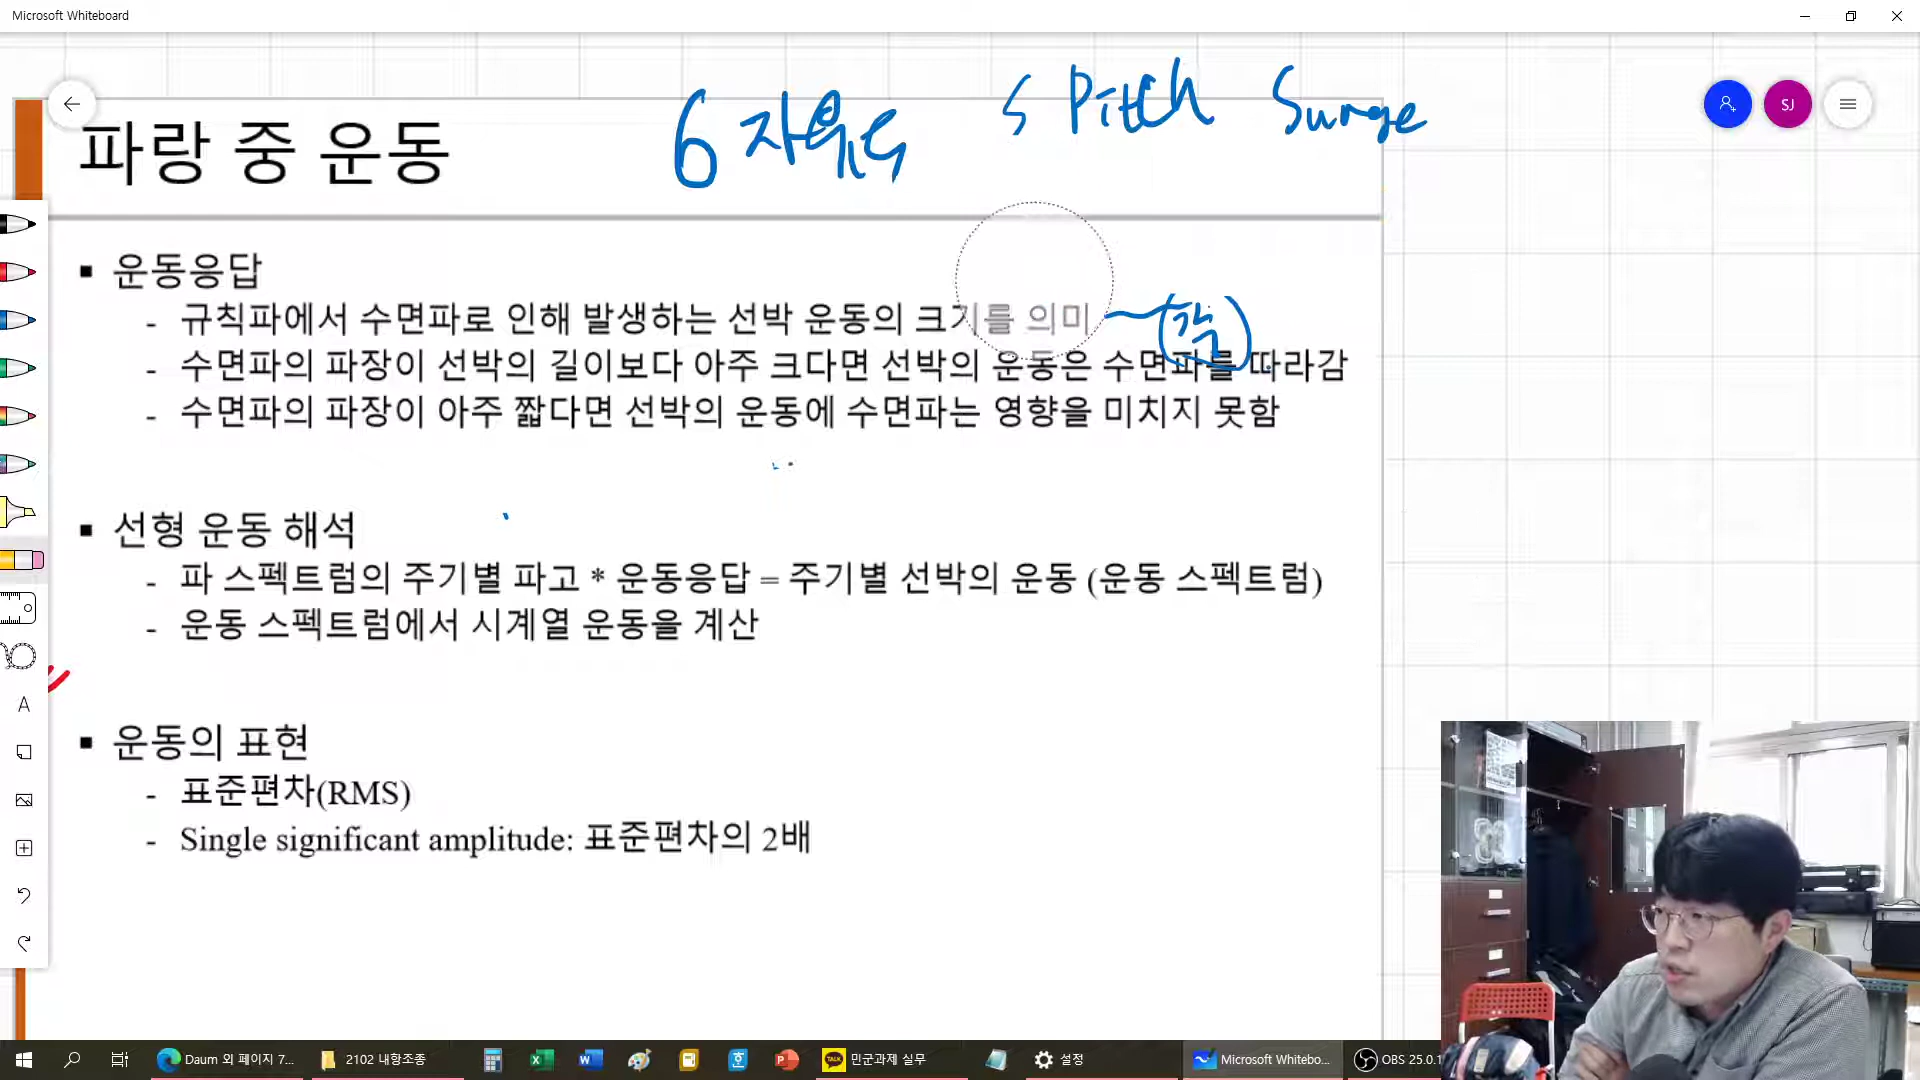 Microsoft Whiteboard
6 자유도 S Pitch Surge
SJ
파랑 중 운동
▪ 운동응답
- 규칙파에서 수면파로 인해 발생하는 선박 운동의 크기를 의미
- 수면파의 파장이 선박의 길이보다 아주 크다면 선박의 운동은 수면파를 따라감
- 수면파의 파장이 아주 짧다면 선박의 운동에 수면파는 영향을 미치지 못함
▪ 선형 운동 해석
- 파 스펙트럼의 주기별 파고 * 운동응답 = 주기별 선박의 운동 (운동 스펙트럼)
- 운동 스펙트럼에서 시계열 운동을 계산
▪ 운동의 표현
- 표준편차(RMS)
- Single significant amplitude: 표준편차의 2배
Daum 외 페이지 7... 2102 내항조종 민군과제 실무 설정 Microsoft Whitebo... OBS 25.0.1